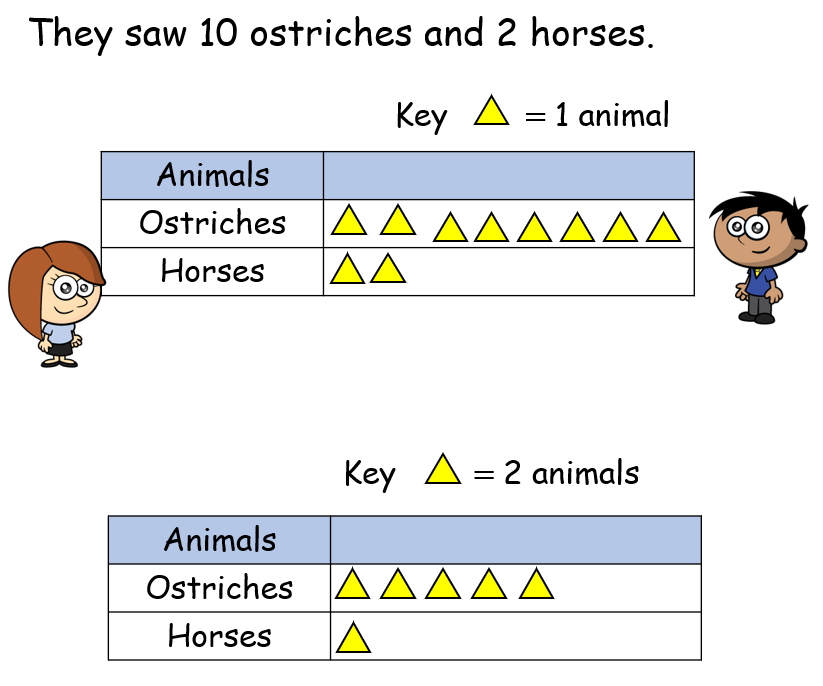 They saw 10 ostriches and 2 horses.
Key = 1 animal
Animals
Ostriches
Horses
Key = 2 animals
Animals
Ostriches
Horses